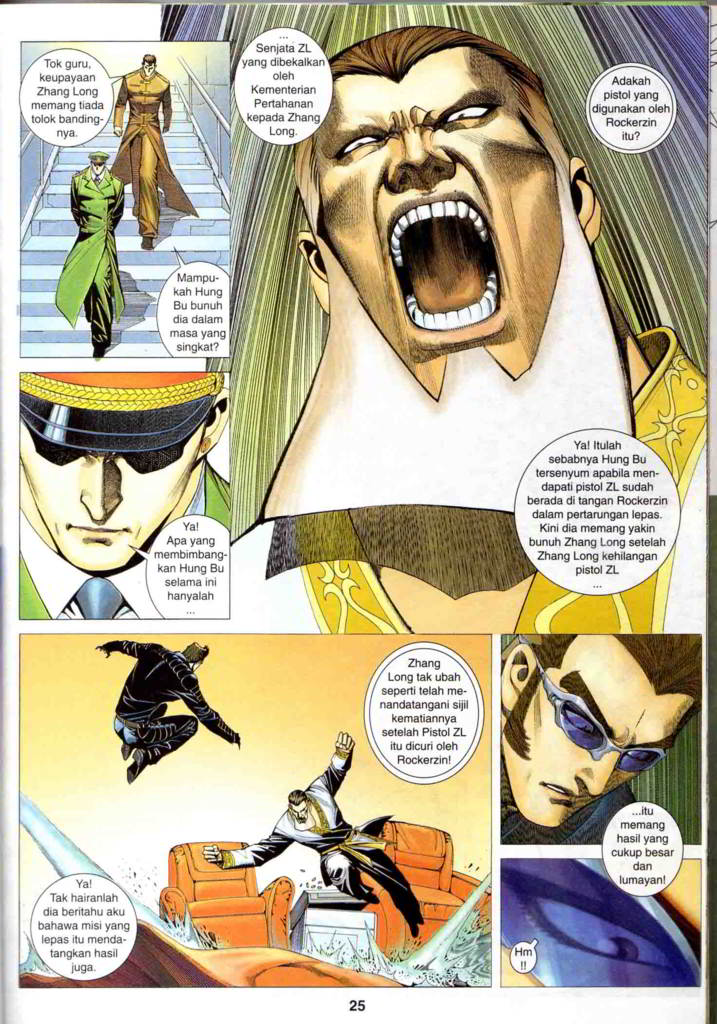 Tok guru,
keupayaan
Zhang Long
memang tiada
tolok banding-
nya.
Mampu-
kah Hung
Bu bunuh
dia dalam
masa yang
singkat?
Ya!
Apa yang
membimbang-
kan Hung Bu
selama ini
hanyalah
...
...
Senjata ZL
yang dibekalkan
oleh
Kementerian
Pertahanan
kepada Zhang
Long.
Adakah
pistol yang
digunakan oleh
Rockerzin
itu?
Ya! Itulah
sebabnya Hung Bu
tersenyum apabila men-
dapati pistol ZL sudah
berada di tangan Rockerzin
dalam pertarungan lepas.
Kini dia memang yakin
bunuh Zhang Long setelah
Zhang Long kehilangan
pistol ZL
...
Zhang
Long tak ubah
seperti telah me-
nandatangani sijil
kematiannya
setelah Pistol ZL
itu dicuri oleh
Rockerzin!
Ya!
Tak hairanlah
dia beritahu aku
bahawa misi yang
lepas itu menda-
tangkan hasil
juga.
...itu
memang
hasil yang
cukup besar
dan
lumayan!
Hm
!!
25